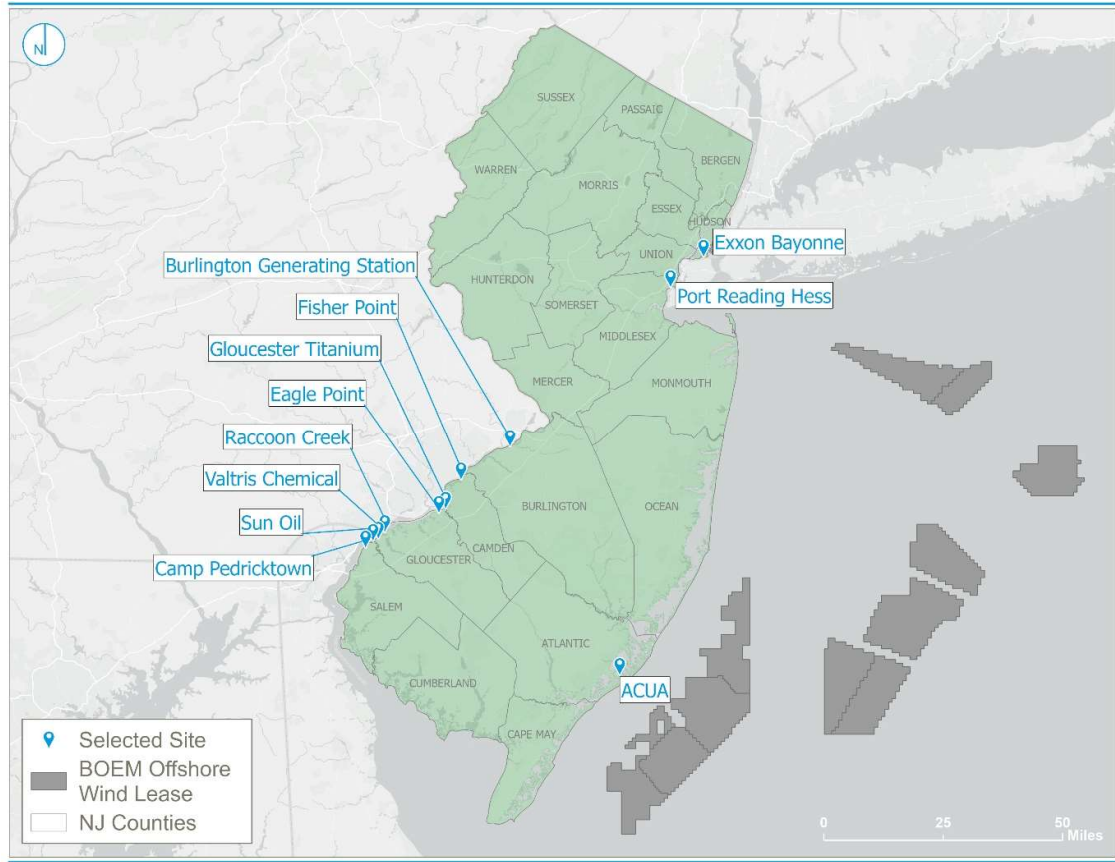 N
SUSSEX
PASSAIC
WARREN
BERGEN
MORRIS
ESSEX
HUDSON
Exxon Bayonne
UNION
Burlington Generating Station
HUNTERDON
Port Reading Hess
Fisher Point
SOMERSET
MIDDLESEX
Gloucester Titanium
MERCER
MONMOUTH
Eagle Point
Raccoon Creek
Valtris Chemical
BURLINGTON
OCEAN
Sun Oil
CAMDEN
GLOUCESTER
Camp Pedricktown
SALEM
ATLANTIC
CUMBERLAND
ACUA
CAPE MAY
Selected Site
BOEM Offshore
Wind Lease
NJ Counties
0 25 50
Miles